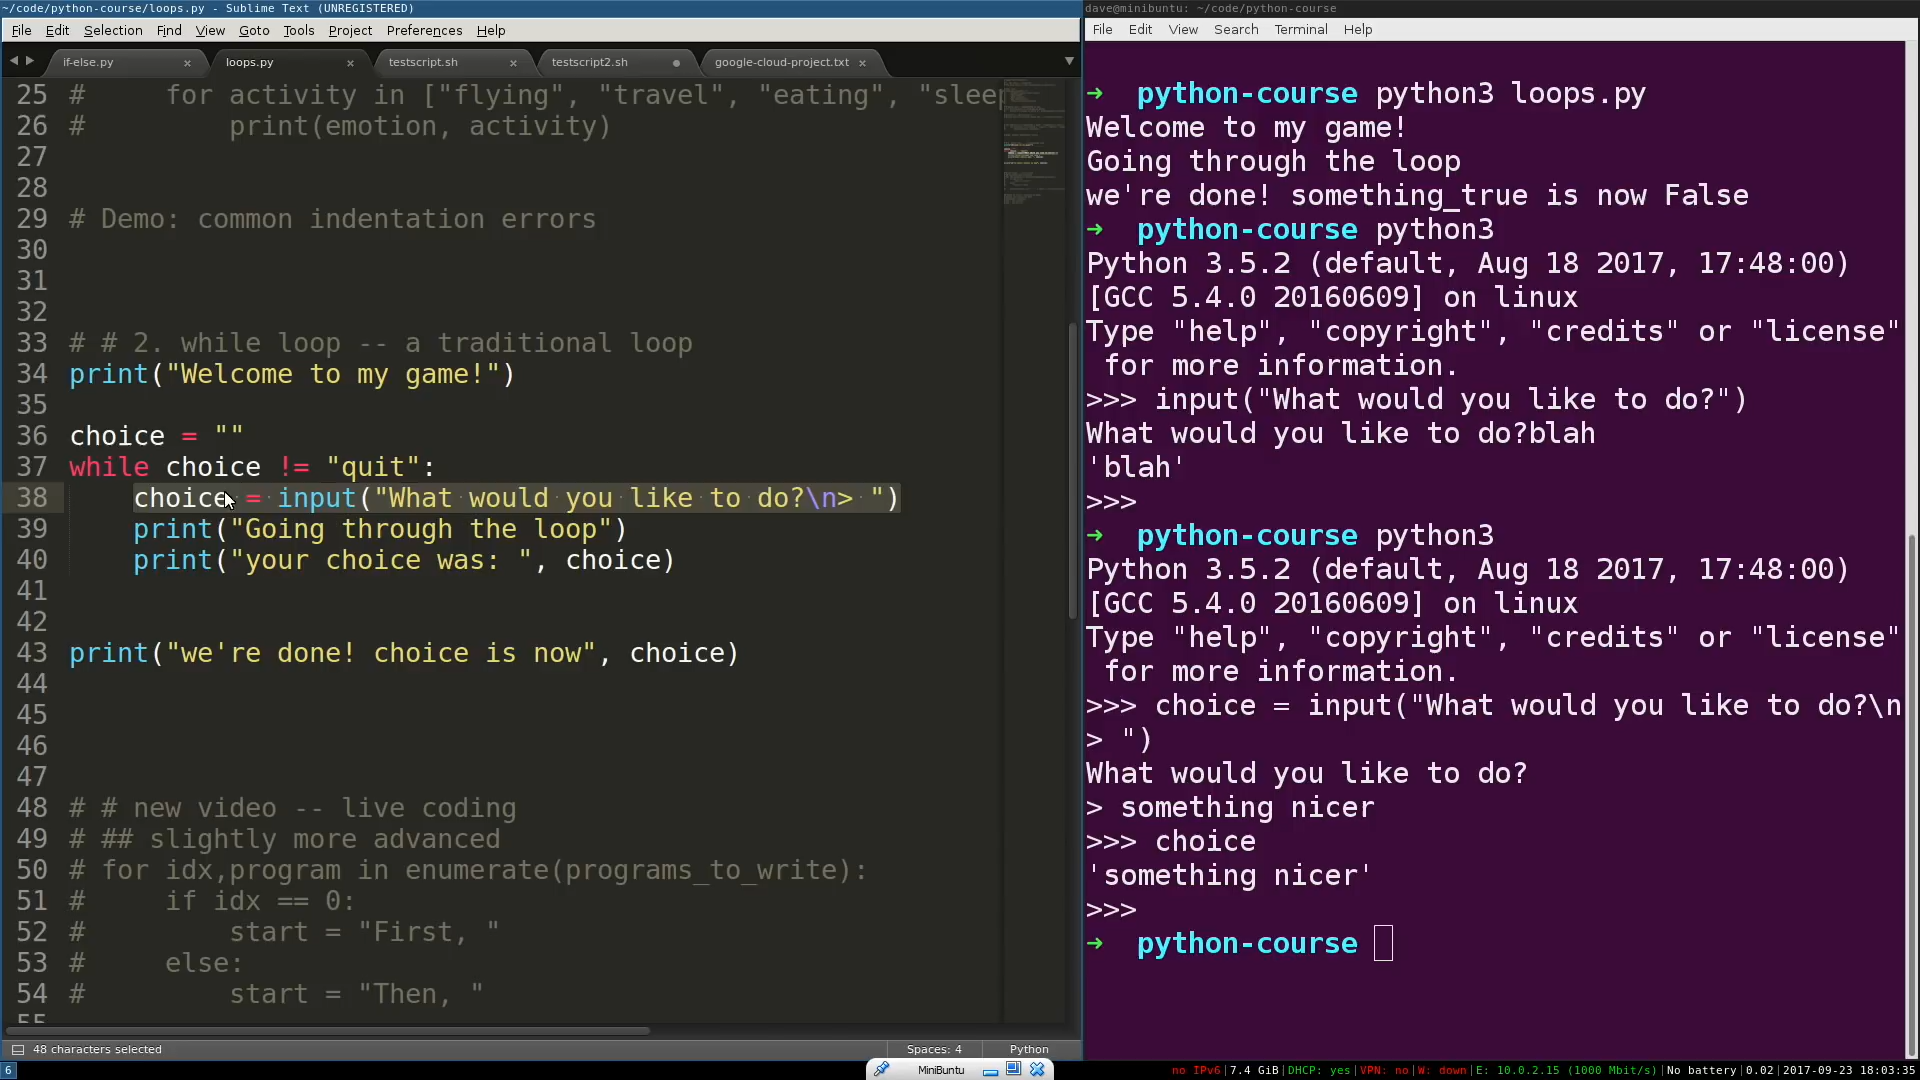 ~/code/python-course/loops.py - Sublime Text (UNREGISTERED)
File Edit Selection Find View Goto Tools Project Preferences Help
if-else.py loops.py testscript.sh testscript2.sh google-cloud-project.txt
25 #     for activity in ["flying", "travel", "eating", "slee
26 #         print(emotion, activity)
27
28
29 # Demo: common indentation errors
30
31
32
33 # # 2. while loop -- a traditional loop
34 print("Welcome to my game!")
35
36 choice = ""
37 while choice != "quit":
38     choice = input("What would you like to do?\n> ")
39     print("Going through the loop")
40     print("your choice was: ", choice)
41
42
43 print("we're done! choice is now", choice)
44
45
46
47
48 # # new video -- live coding
49 # ## slightly more advanced
50 # for idx,program in enumerate(programs_to_write):
51 #     if idx == 0:
52 #         start = "First, "
53 #     else:
54 #         start = "Then, "
55
48 characters selected Spaces: 4 Python
dave@minibuntu: ~/code/python-course
File Edit View Search Terminal Help
➜ python-course python3 loops.py
Welcome to my game!
Going through the loop
we're done! something_true is now False
➜ python-course python3
Python 3.5.2 (default, Aug 18 2017, 17:48:00)
[GCC 5.4.0 20160609] on linux
Type "help", "copyright", "credits" or "license"
 for more information.
>>> input("What would you like to do?")
What would you like to do?blah
'blah'
>>>
➜ python-course python3
Python 3.5.2 (default, Aug 18 2017, 17:48:00)
[GCC 5.4.0 20160609] on linux
Type "help", "copyright", "credits" or "license"
 for more information.
>>> choice = input("What would you like to do?\n
> ")
What would you like to do?
> something nicer
>>> choice
'something nicer'
>>>
➜ python-course
6 MiniBuntu no IPv6|7.4 GiB|DHCP: yes|VPN: no|W: down|E: 10.0.2.15 (1000 Mbit/s)|No battery|0.02|2017-09-23 18:03:35